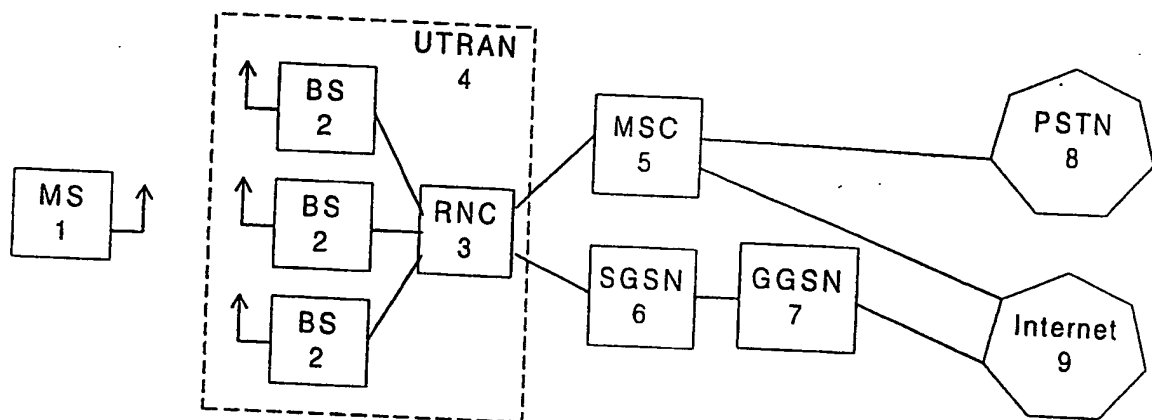 MS
1
UTRAN
4
BS
2
BS
2
BS
2
RNC
3
MSC
5
SGSN
6
GGSN
7
PSTN
8
Internet
9